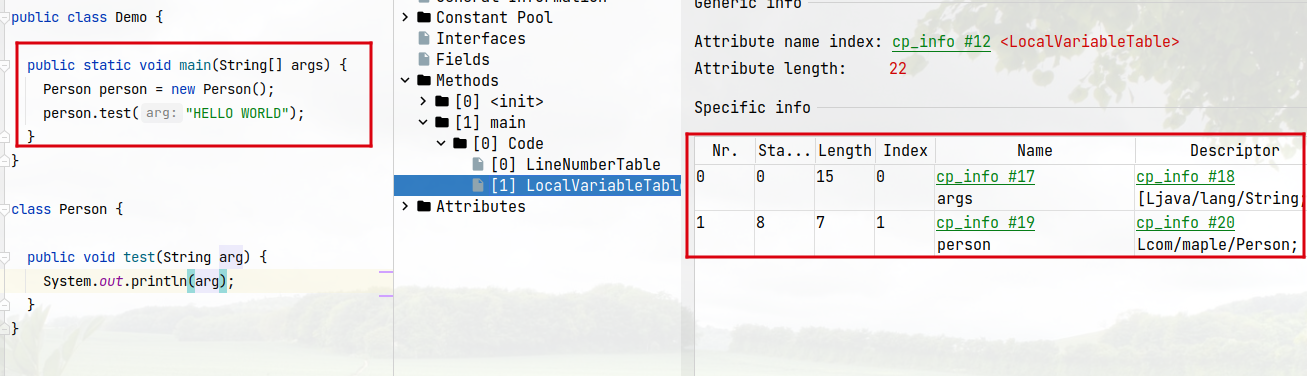 public class Demo {
public static void main(String[] args) {
Person person = new Person();
person.test( arg: "HELLO WORLD");
}
}
class Person {
public void test(String arg) {
System.out.println(arg);
}
}
General Information
Constant Pool
Interfaces
Fields
Methods
[0] <init>
[1] main
[0] Code
[0] LineNumberTable
[1] LocalVariableTable
Attributes
Generic info
Attribute name index: cp_info #12 <LocalVariableTable>
Attribute length: 22
Specific info
Nr. Sta... Length Index Name Descriptor
0 0 15 0 cp_info #17 cp_info #18
args [Ljava/lang/String;
1 8 7 1 cp_info #19 cp_info #20
person Lcom/maple/Person;